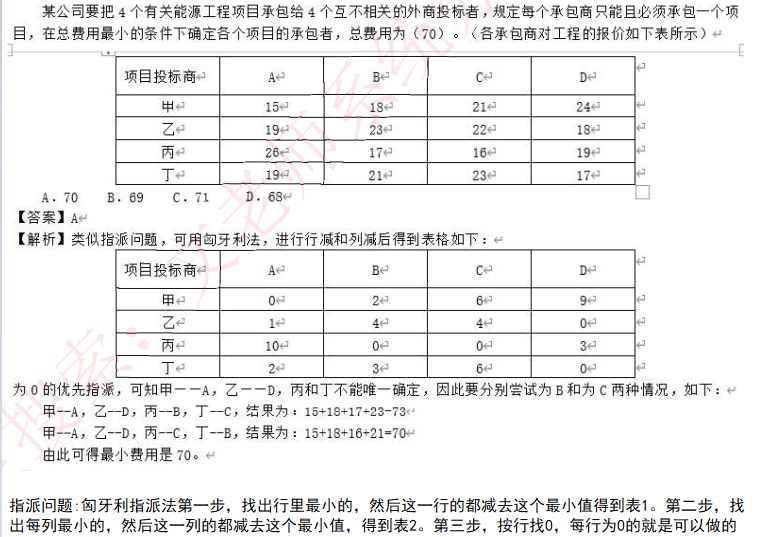 某公司要把 4 个有关能源工程项目承包给 4 个互不相关的外商投标者，规定每个承包商只能且必须承包一个项
目，在总费用最小的条件下确定各个项目的承包者，总费用为（70）。（各承包商对工程的报价如下表所示）
项目投标商 A B C D
甲 15 18 21 24
乙 19 23 22 18
丙 26 17 16 19
丁 19 21 23 17
A．70 B．69 C．71 D．68
【答案】A
【解析】类似指派问题，可用匈牙利法，进行行减和列减后得到表格如下：
项目投标商 A B C D
甲 0 2 6 9
乙 1 4 4 0
丙 10 0 0 3
丁 2 3 6 0
为 0 的优先指派，可知甲——A，乙——D，丙和丁不能唯一确定，因此要分别尝试为 B 和为 C 两种情况，如下：
甲--A，乙--D，丙--B，丁--C，结果为：15+18+17+23-73
甲--A，乙--D，丙--C，丁--B，结果为：15+18+16+21=70
由此可得最小费用是 70。
指派问题:匈牙利指派法第一步，找出行里最小的，然后这一行的都减去这个最小值得到表1。第二步，找
出每列最小的，然后这一列的都减去这个最小值，得到表2。第三步，按行找0，每行为0的就是可以做的